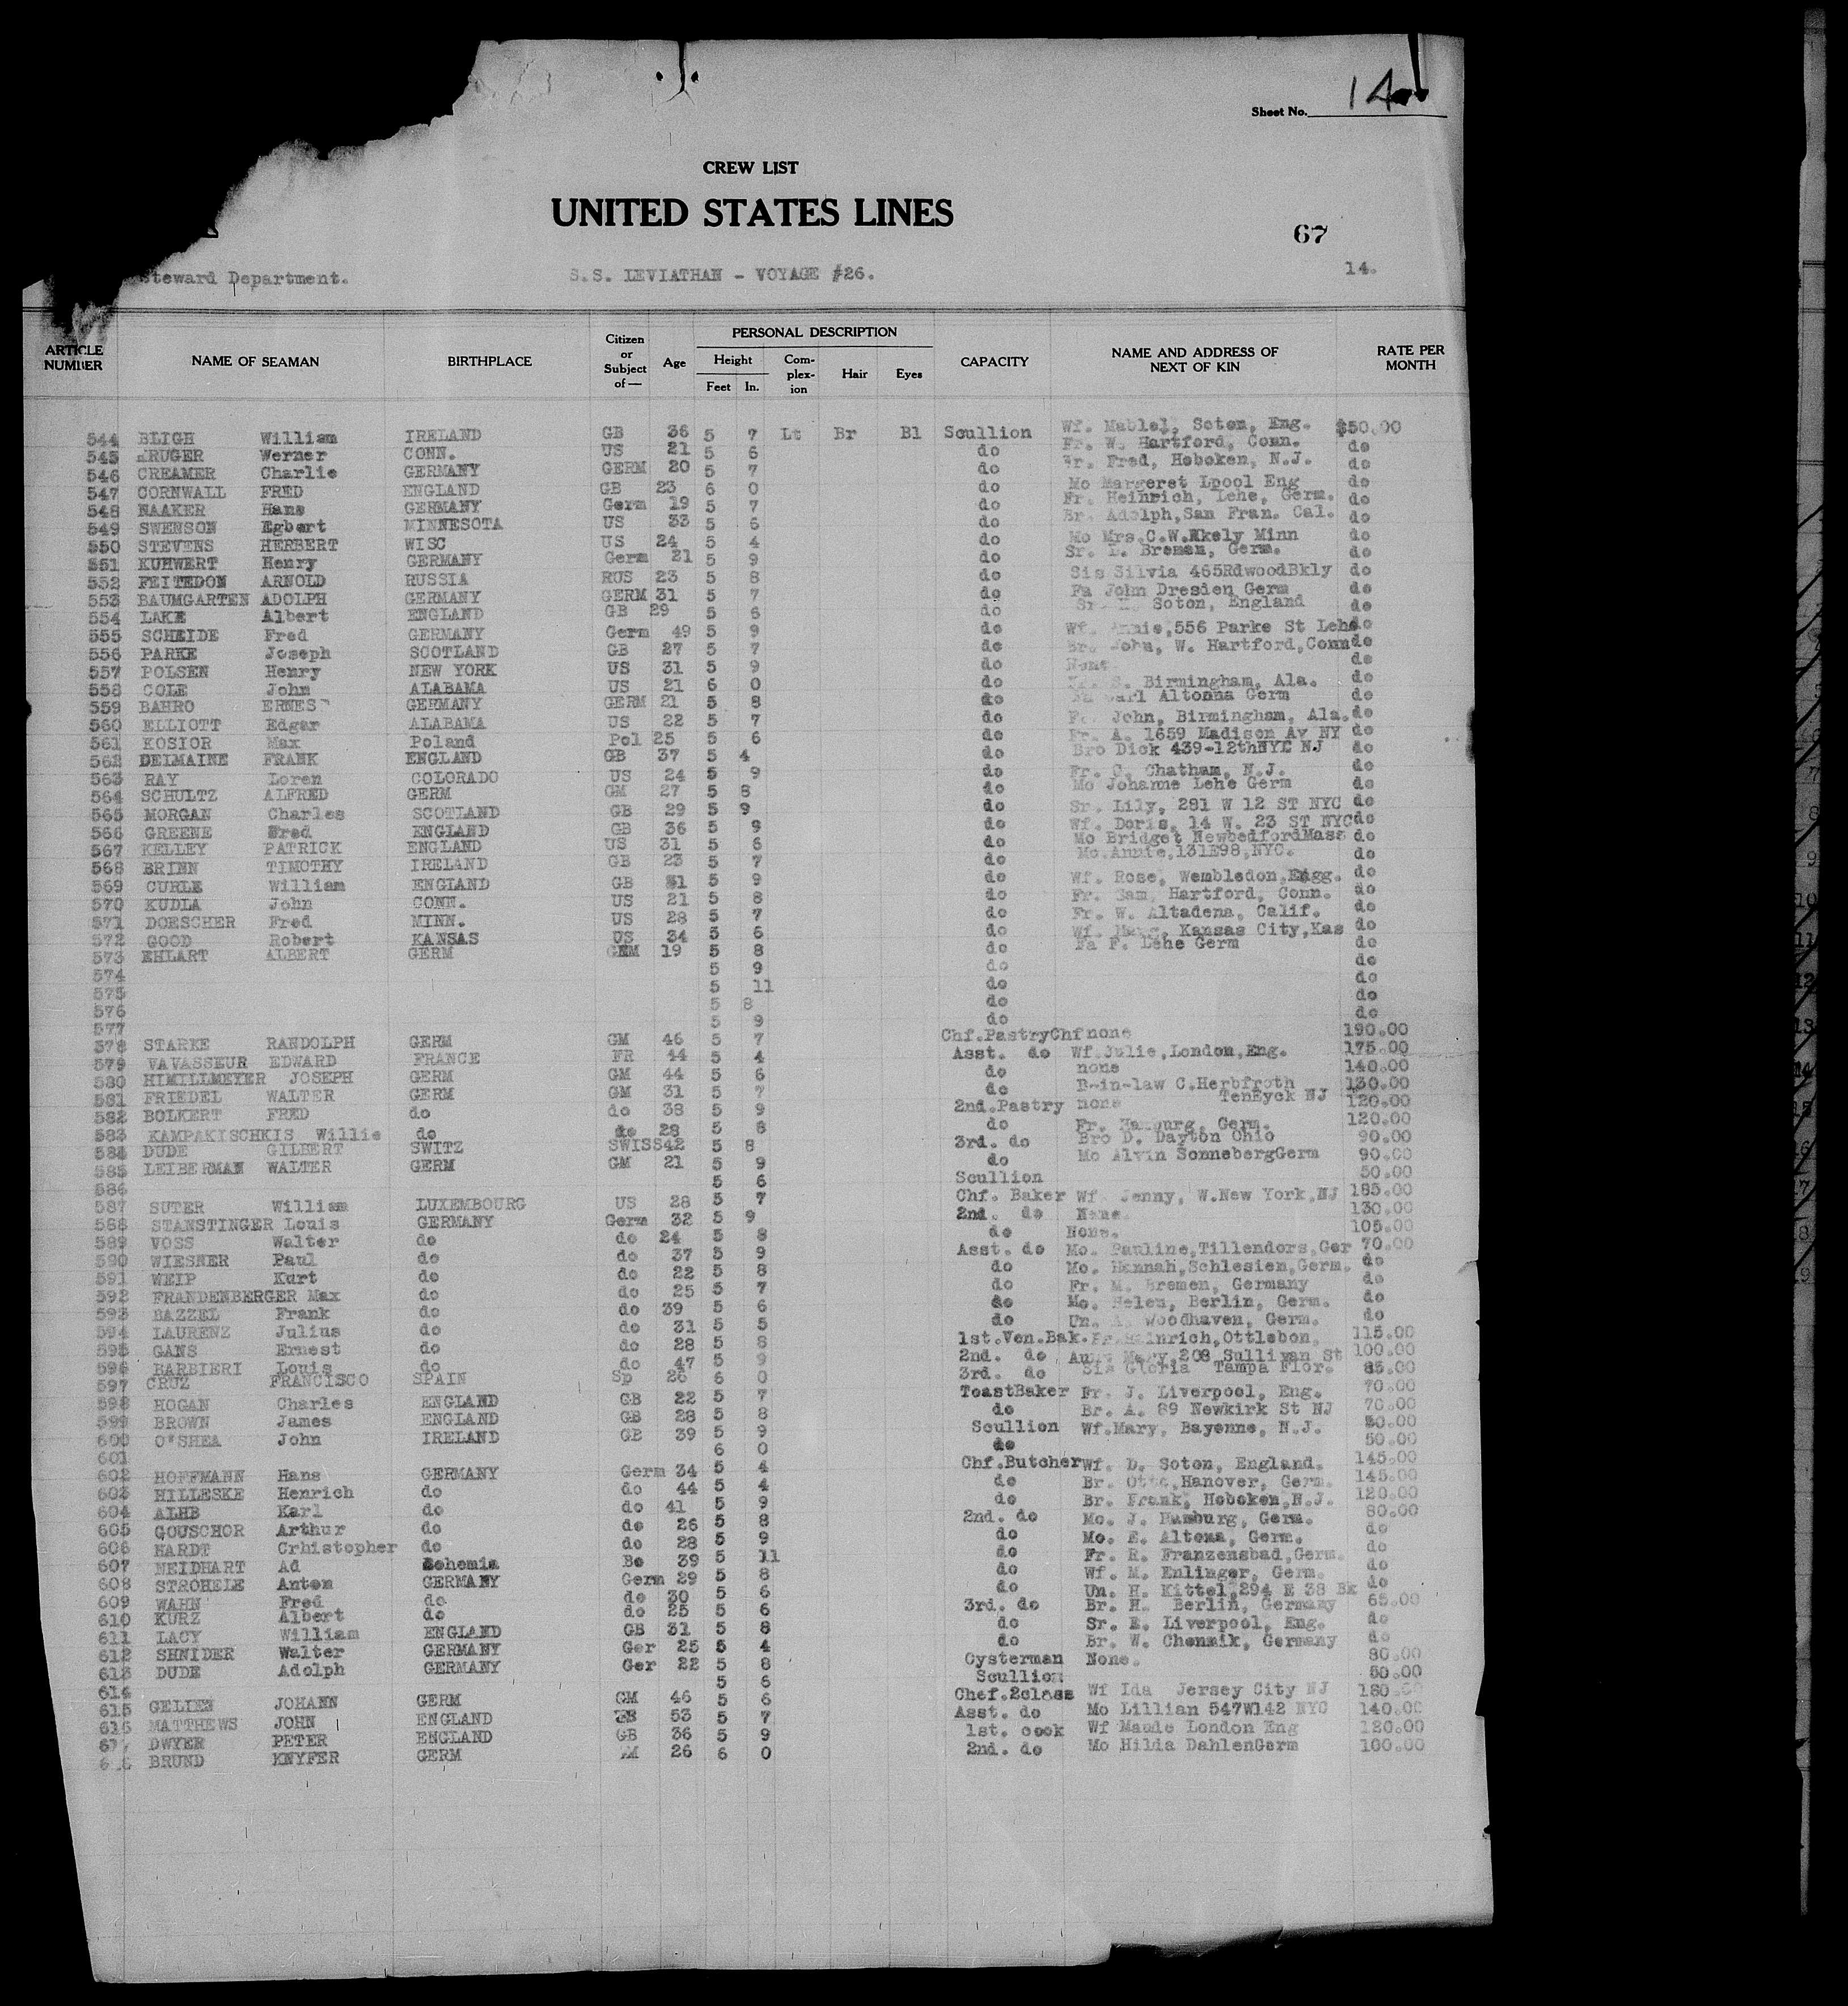 Sheet No. 14
CREW LIST
UNITED STATES LINES
67
Steward Department. S.S. LEVIATHAN - VOYAGE #26. 14.
ARTICLE NUMBER NAME OF SEAMAN BIRTHPLACE Citizen or Subject of— Age PERSONAL DESCRIPTION Height Feet In. Complexion Hair Eyes CAPACITY NAME AND ADDRESS OF NEXT OF KIN RATE PER MONTH
544 BLIGH William IRELAND GB 36 5 7 Lt Br Bl Scullion Wf. Mablel, Soton, Eng. $50.00
545 KRUGER Werner CONN. US 21 5 6 do Fr. W. Hartford, Conn. do
546 CREAMER Charlie GERMANY GERM 20 5 7 do Br. Fred, Hoboken, N.J. do
547 CORNWALL FRED ENGLAND GB 23 6 0 do Mo Margeret Lpool Eng do
548 NAAKER Hans GERMANY Germ 19 5 7 do Fr. Heinrich, Lehe, Germ. do
549 SWENSON Egbert MINNESOTA US 33 5 6 do Br. Adolph,San Fran. Cal. do
550 STEVENS HERBERT WISC US 24 5 4 do Mo Mrs.C.W.Nkely Minn do
551 KUHWERT Henry GERMANY Germ 21 5 9 do Sr. Bremen, Germ. do
552 FEITEDON ARNOLD RUSSIA RUS 23 5 8 do Sis Silvia 465RdwoodBkly do
553 BAUMGARTEN ADOLPH GERMANY GERM 31 5 7 do Fa John Dresden Germ do
554 LAKE Albert ENGLAND GB 29 5 6 do Sr. Soton, England do
555 SCHEIDE Fred GERMANY Germ 49 5 9 do Wf. Annie,556 Parke St Lehe do
556 PARKE Joseph SCOTLAND GB 27 5 7 do Br. John, W. Hartford,Conn do
557 POLSEN Henry NEW YORK US 31 5 9 do None. do
558 COLE John ALABAMA US 21 6 0 do Birmingham, Ala. do
559 BAHRO ERNEST GERMANY GERM 21 5 8 do Fa Carl Altonna Germ do
560 ELLIOTT Edgar ALABAMA US 22 5 7 do Fr. John, Birmingham, Ala. do
561 KOSIOR Max Poland Pol 25 5 6 do Fr. A. 1659 Madison Av NY do
562 DELMAINE FRANK ENGLAND GB 37 5 4 do Bro Dick 439-12thNYC NJ do
563 RAY Loren COLORADO US 24 5 9 do Fr. C. Chatham, N.J. do
564 SCHULTZ ALFRED GERM GM 27 5 8 do Mo Johanne Lehe Germ do
565 MORGAN Charles SCOTLAND GB 29 5 9 do Sr. Lily, 281 W 12 ST NYC do
566 GREENE Fred ENGLAND GB 36 5 9 do Wf. Doris, 14 W. 23 ST NYC do
567 KELLEY PATRICK ENGLAND US 31 5 6 do Mo Bridget NewbedfordMass do
568 BRINN TIMOTHY IRELAND GB 23 5 7 do Mo.Annie,131E98,NYC. do
569 CURLE William ENGLAND GB 31 5 9 do Wf. Rose, Wembledon,Engg. do
570 KUDLA John CONN. US 21 5 8 do Fr. Sam, Hartford, Conn. do
571 DOESCHER Fred MINN. US 28 5 7 do Fr. W. Altadena, Calif. do
572 GOOD Robert KANSAS US 34 5 6 do Wf. Kansas City,Kas do
573 EHLART ALBERT GERM GEM 19 5 8 do Fa F. Lehe Germ do
574 5 9 do do
575 5 11 do do
576 5 8 do do
577 5 9 do do
578 STARKE RANDOLPH GERM GM 46 5 7 Chf.PastryChf none 190.00
579 VAVASSEUR EDWARD FRANCE FR 44 5 4 Asst. do Wf.Julie,London,Eng. 175.00
580 HIMILLMEYER JOSEPH GERM GM 44 5 6 do none 140.00
581 FRIEDEL WALTER GERM GM 31 5 7 do B-in-law C.Herbfroth TenEyck NJ 130.00
582 BOLKERT FRED do do 38 5 9 2nd.Pastry none 120.00
583 KAMPAKISCHKIS Willie do do 28 5 8 do Fr. Hamburg, Germ. 120.00
584 DUDE GILBERT SWITZ SWISS 42 5 8 3rd. do Bro D. Dayton Ohio 90.00
585 LEIBERMAN WALTER GERM GM 21 5 9 do Mo Alvin SonnebergGerm 90.00
586 5 6 Scullion 50.00
587 SUTER William LUXEMBOURG US 28 5 7 Chf. Baker Wf. Jenny, W.New York,NJ 185.00
588 STANSTINGER Louis GERMANY Germ 32 5 9 2nd. do None. 130.00
589 VOSS Walter do do 24 5 8 do None. 105.00
590 WIESNER Paul do do 37 5 9 Asst. do Mo. Pauline,Tillendors,Ger 70.00
591 WEIP Kurt do do 22 5 8 do Mo. Hannah,Schlesien,Germ. do
592 FRANDENBERGER Max do do 25 5 7 do Fr. M. Bremen, Germany do
593 BAZZEL Frank do do 39 5 6 do Mo. Helen, Berlin, Germ. do
594 LAURENZ Julius do do 31 5 5 do Un. Woodhaven, Germ. do
595 GANS Ernest do do 28 5 8 1st.Ven.Bak. Fr. Heinrich,Ottlebon, 115.00
596 BARBIERI Louis do do 47 5 9 2nd. do Aun. Mary,208 Sullivan St 100.00
597 CRUZ FRANCISCO SPAIN Sp 26 6 0 3rd. do Sis Gloria Tampa Flor. 85.00
598 HOGAN Charles ENGLAND GB 22 5 7 ToastBaker Fr. J. Liverpool, Eng. 70.00
599 BROWN James ENGLAND GB 28 5 8 do Br. A. 89 Newkirk St NJ 70.00
600 O'SHEA John IRELAND GB 39 5 9 Scullion Wf.Mary, Bayonne, N.J. 50.00
601 6 0 do 50.00
602 HOFFMANN Hans GERMANY Germ 34 5 4 Chf.Butcher Wf. D. Soton, England. 145.00
603 HILLESKE Henrich do do 44 5 4 do Br. Otto,Hanover, Germ. 145.00
604 ALHB Karl do do 41 5 9 do Br. Frank, Hoboken,N.J. 120.00
605 GOUSCHOR Arthur do do 26 5 8 2nd. do Mo. J. Hamburg, Germ. 80.00
606 HARDT Crhistopher do do 28 5 9 do Mo. E. Altona, Germ. do
607 NEIDHART Ad Bohemia Bo 39 5 11 do Fr. R. Franzensbad,Germ. do
608 STROHELE Anton GERMANY Germ 29 5 8 do Wf. M. Enlinger, Germ. do
609 WAHN Fred do do 30 5 6 do Un. H. Kittel,294 E 38 Bk do
610 KURZ Albert do do 25 5 6 3rd. do Br. H. Berlin, Germany 65.00
611 LACY William ENGLAND GB 31 5 8 do Sr. E. Liverpool, Eng. do
612 SHNIDER Walter GERMANY Ger 25 5 4 do Br. W. Chenmik, Germany do
613 DUDE Adolph GERMANY Ger 22 5 8 Oysterman None. 80.00
614 5 6 Scullion 50.00
615 GELIEN JOHANN GERM GM 46 5 6 Chef.2class Wf Ida Jersey City NJ 180.00
616 MATTHEWS JOHN ENGLAND GB 53 5 7 Asst. do Mo Lillian 547W142 NYC 140.00
617 DWYER PETER ENGLAND GB 36 5 9 1st. cook Wf Maude London Eng 120.00
618 BRUND KNYFER GERM GM 26 6 0 2nd. do Mo Hilda DahlenGerm 100.00